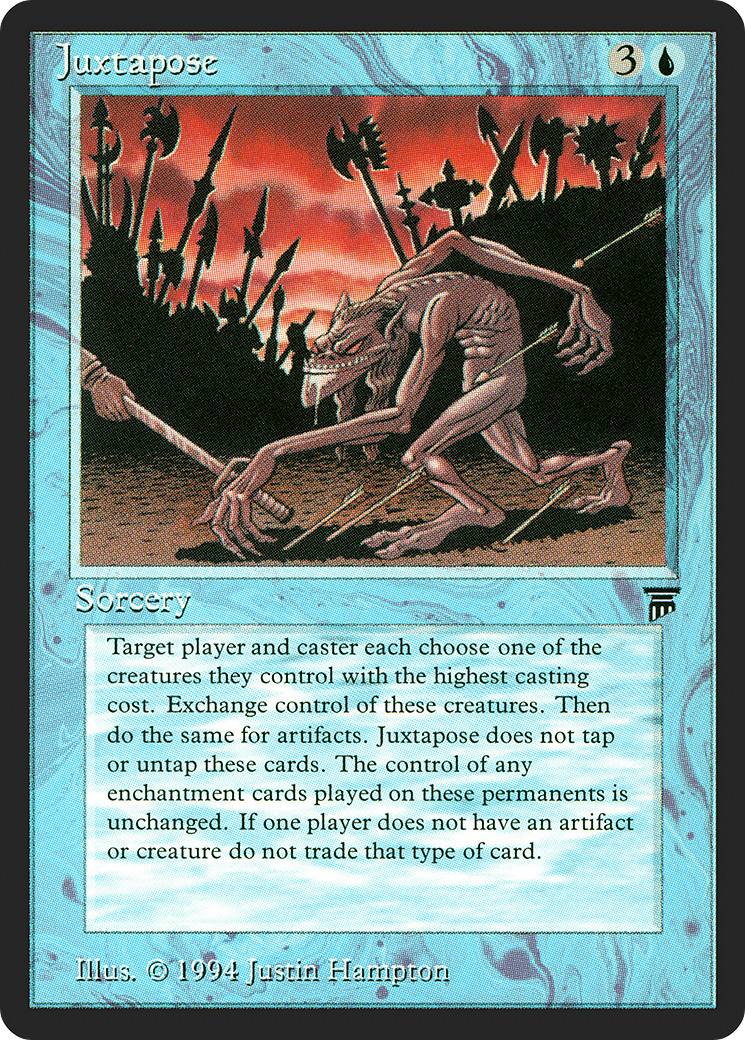 Juxtapose 3
Sorcery
Target player and caster each choose one of the
creatures they control with the highest casting
cost. Exchange control of these creatures. Then
do the same for artifacts. Juxtapose does not tap
or untap these cards. The control of any
enchantment cards played on these permanents is
unchanged. If one player does not have an artifact
or creature do not trade that type of card.
Illus. © 1994 Justin Hampton